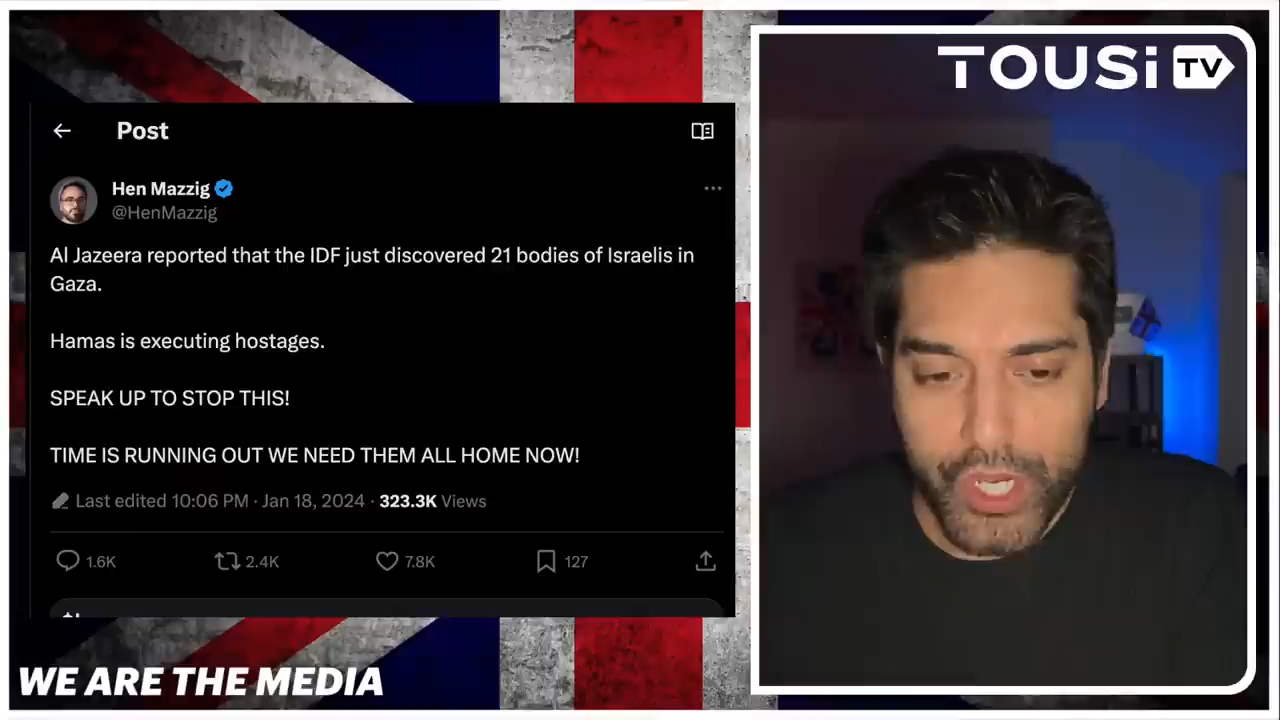 TOUSi TV
Post
Hen Mazzig
@HenMazzig
Al Jazeera reported that the IDF just discovered 21 bodies of Israelis in
Gaza.
Hamas is executing hostages.
SPEAK UP TO STOP THIS!
TIME IS RUNNING OUT WE NEED THEM ALL HOME NOW!
Last edited 10:06 PM · Jan 18, 2024 · 323.3K Views
1.6K 2.4K 7.8K 127
WE ARE THE MEDIA